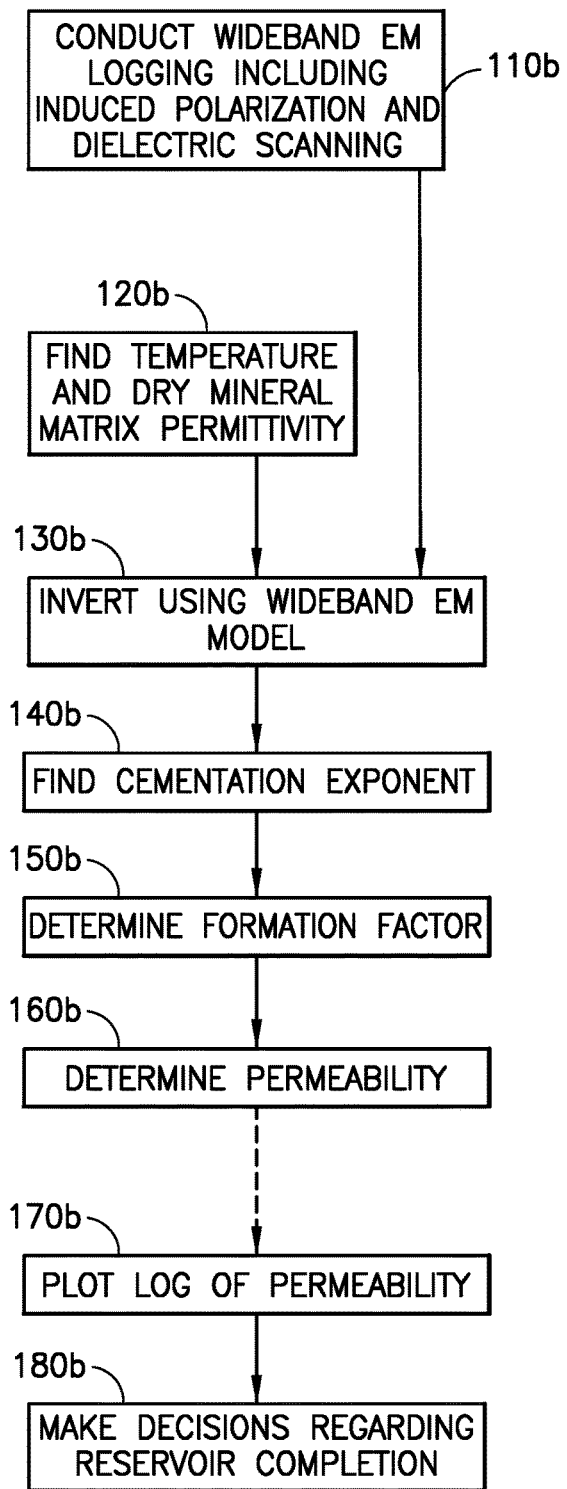 CONDUCT WIDEBAND EM
LOGGING INCLUDING
INDUCED POLARIZATION AND
DIELECTRIC SCANNING
110b
120b
FIND TEMPERATURE
AND DRY MINERAL
MATRIX PERMITTIVITY
130b
INVERT USING WIDEBAND EM
MODEL
140b
FIND CEMENTATION EXPONENT
150b
DETERMINE FORMATION FACTOR
160b
DETERMINE PERMEABILITY
170b
PLOT LOG OF PERMEABILITY
180b
MAKE DECISIONS REGARDING
RESERVOIR COMPLETION